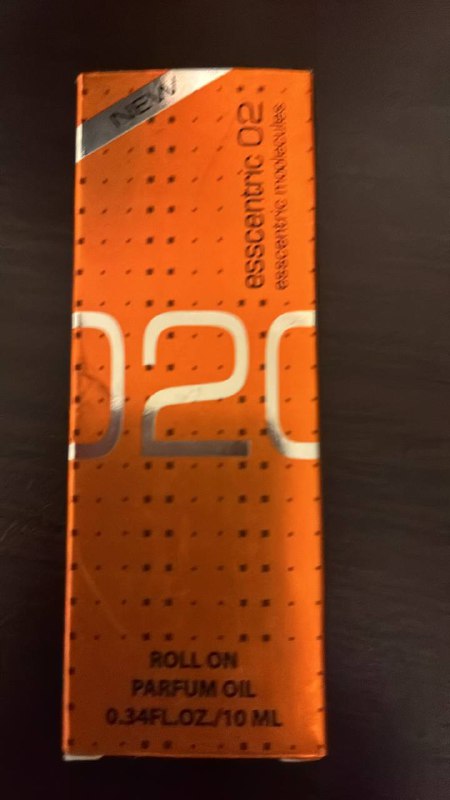 NEW
esscentric 02
esscentric molecules
020
ROLL ON
PARFUM OIL
0.34FL.OZ./10 ML